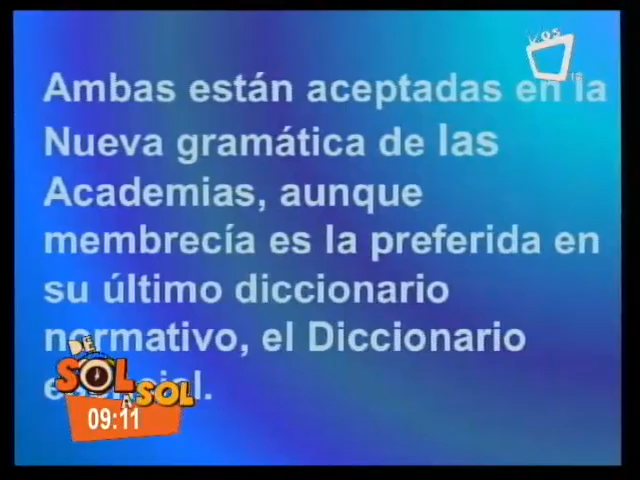 Ambas están aceptadas en la
Nueva gramática de las
Academias, aunque
membrecía es la preferida en
su último diccionario
normativo, el Diccionario
esencial.
DE
SOL
A SOL
09:11